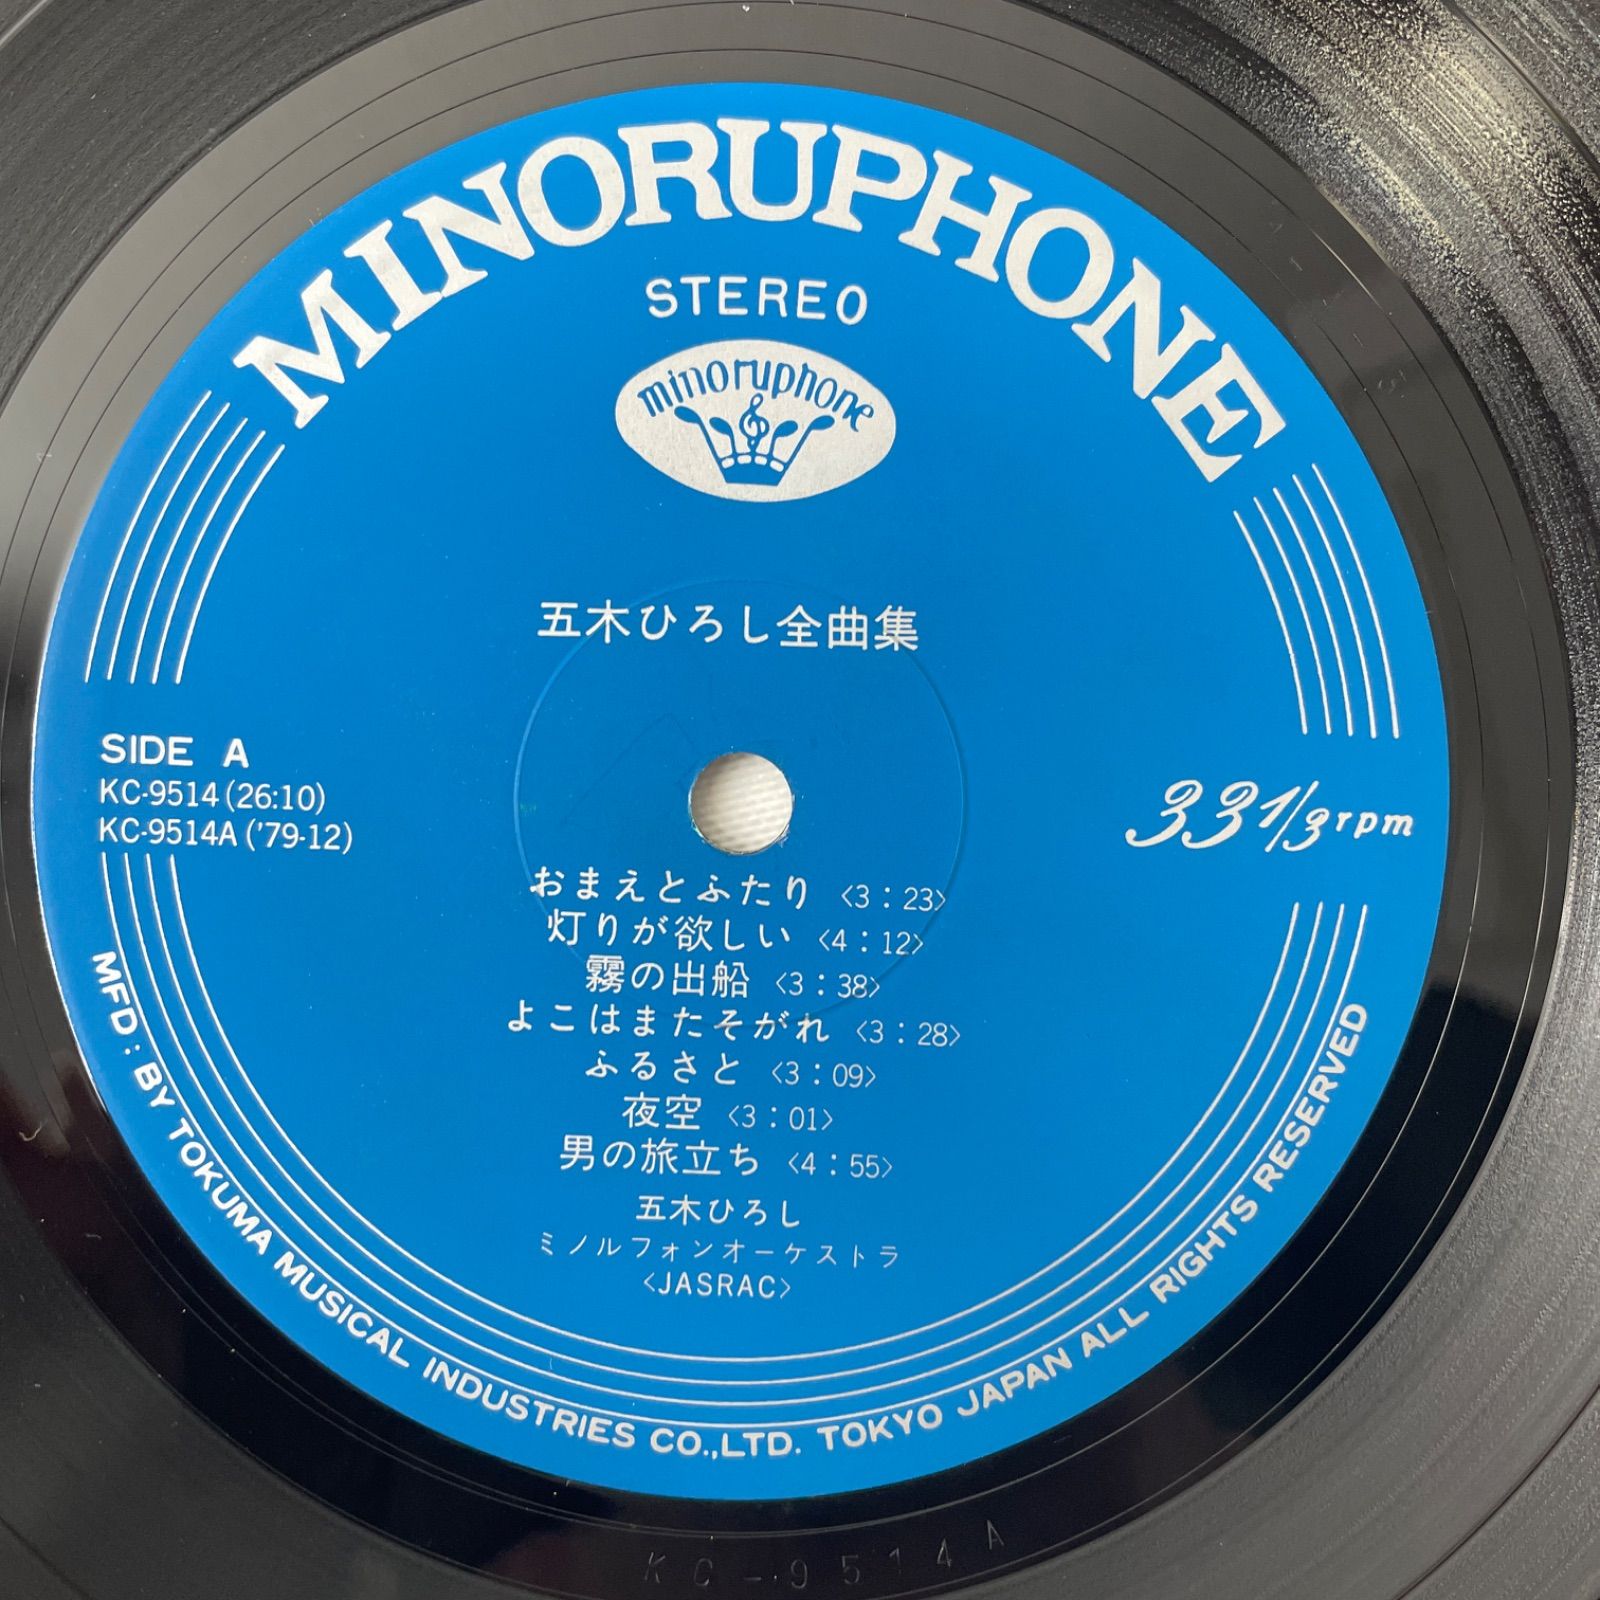 MINORUPHONE
STEREO
minoruphone
五木ひろし全曲集
SIDE A
KC-9514 (26:10)
KC-9514A ('79-12)
33 1/3 rpm
おまえとふたり 〈3:23〉
灯りが欲しい 〈4:12〉
霧の出船 〈3:38〉
よこはまたそがれ 〈3:28〉
ふるさと 〈3:09〉
夜空 〈3:01〉
男の旅立ち 〈4:55〉
五木ひろし
ミノルフォンオーケストラ
〈JASRAC〉
MFD: BY TOKUMA MUSICAL INDUSTRIES CO.,LTD. TOKYO JAPAN ALL RIGHTS RESERVED
KC-9514A